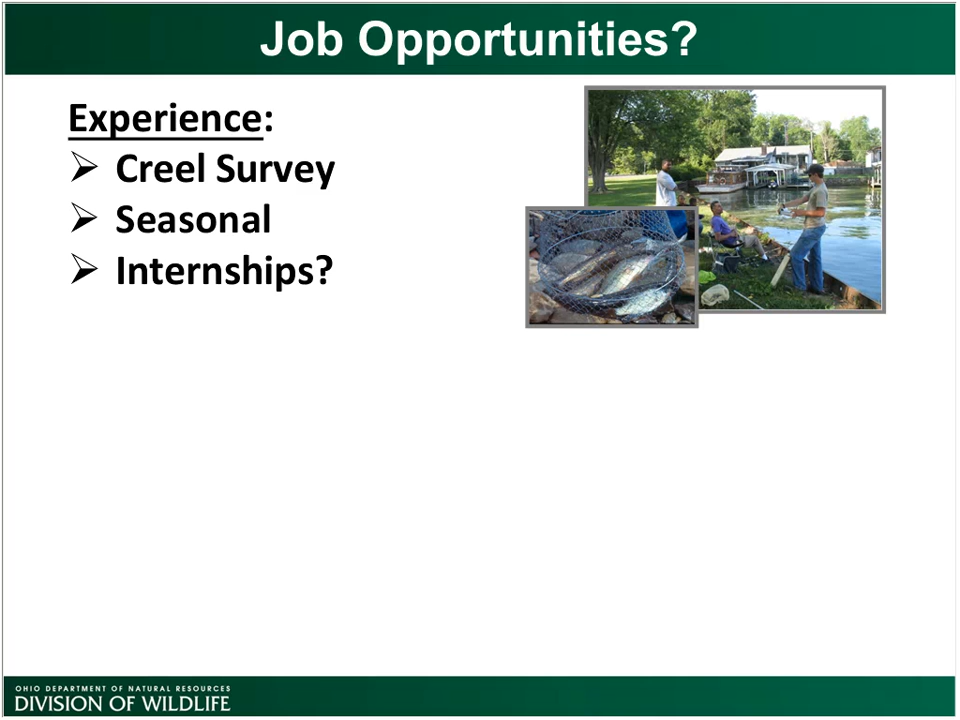 Job Opportunities?
Experience:
Creel Survey
Seasonal
Internships?
OHIO DEPARTMENT OF NATURAL RESOURCES
DIVISION OF WILDLIFE